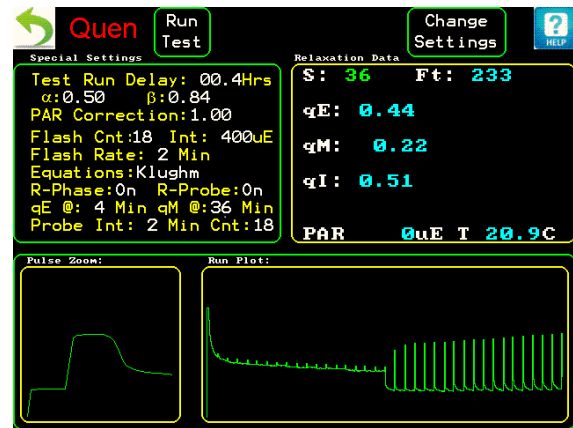 Quen
Run
Test
Change
Settings
HELP
Special Settings
Test Run Delay: 00.4Hrs
α:0.50 β:0.84
PAR Correction:1.00
Flash Cnt:18 Int: 400uE
Flash Rate: 2 Min
Equations:Klughm
R-Phase:On R-Probe:On
qE @: 4 Min qM @:36 Min
Probe Int: 2 Min Cnt:18
Relaxation Data
S: 36 Ft: 233
qE: 0.44
qM: 0.22
qI: 0.51
PAR 0uE T 20.9C
Pulse Zoom:
Run Plot: